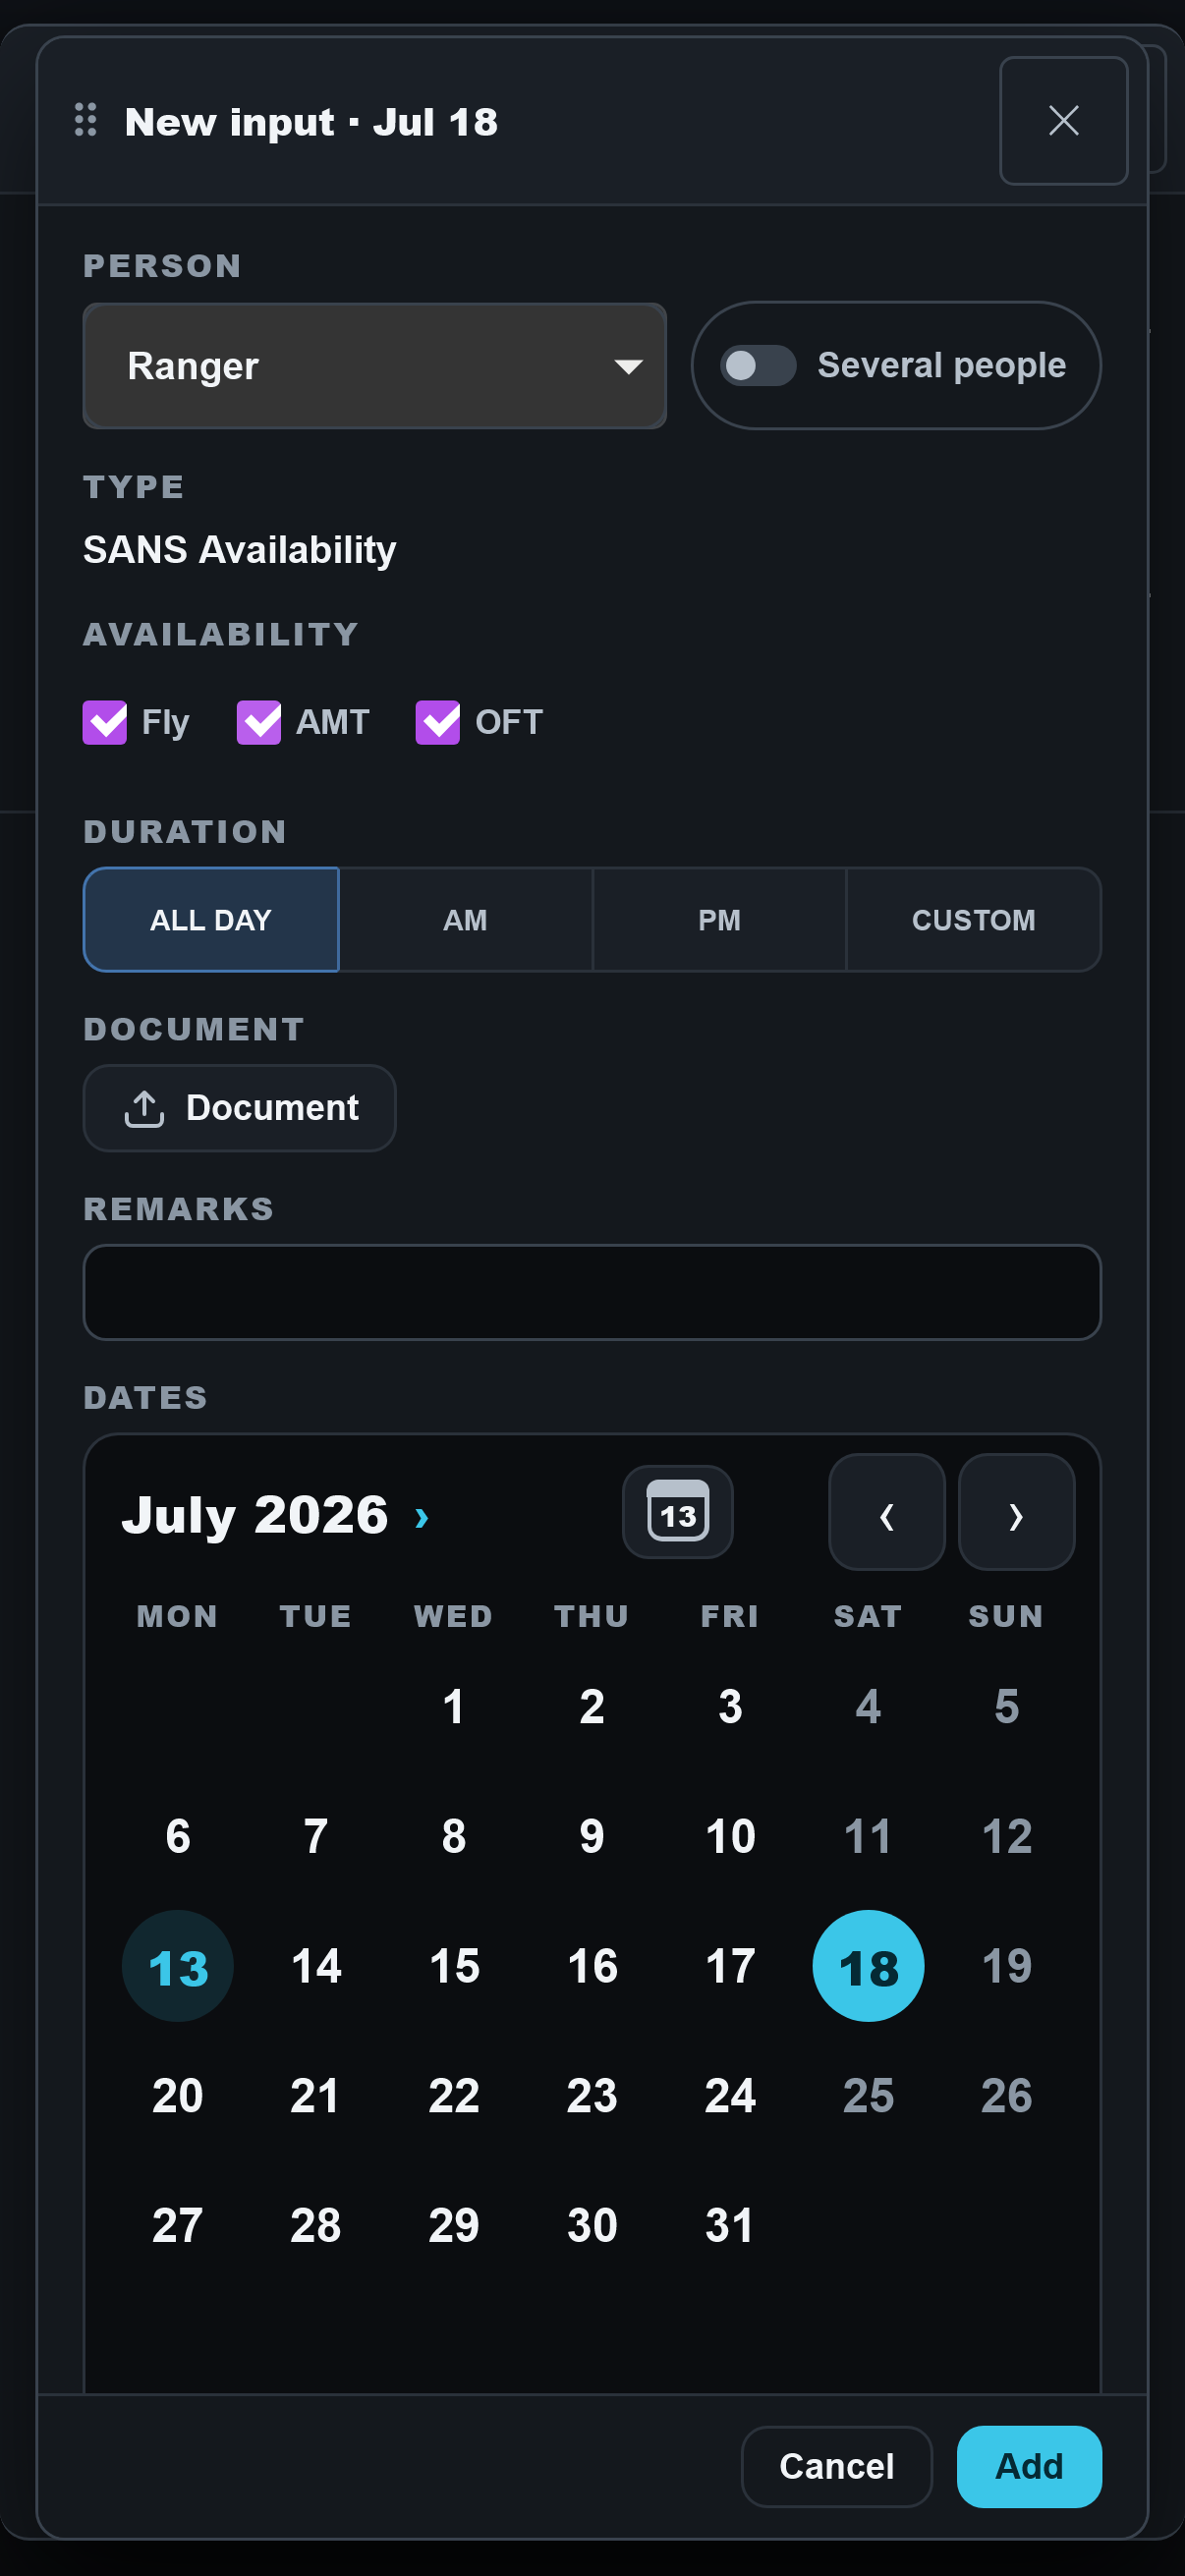 New input · Jul 18
PERSON
Ranger
Several people
TYPE
SANS Availability
AVAILABILITY
Fly AMT OFT
DURATION
ALL DAY AM PM CUSTOM
DOCUMENT
Document
REMARKS
DATES
July 2026 › 13 ‹ ›
MON TUE WED THU FRI SAT SUN
1 2 3 4 5
6 7 8 9 10 11 12
13 14 15 16 17 18 19
20 21 22 23 24 25 26
27 28 29 30 31
Cancel Add